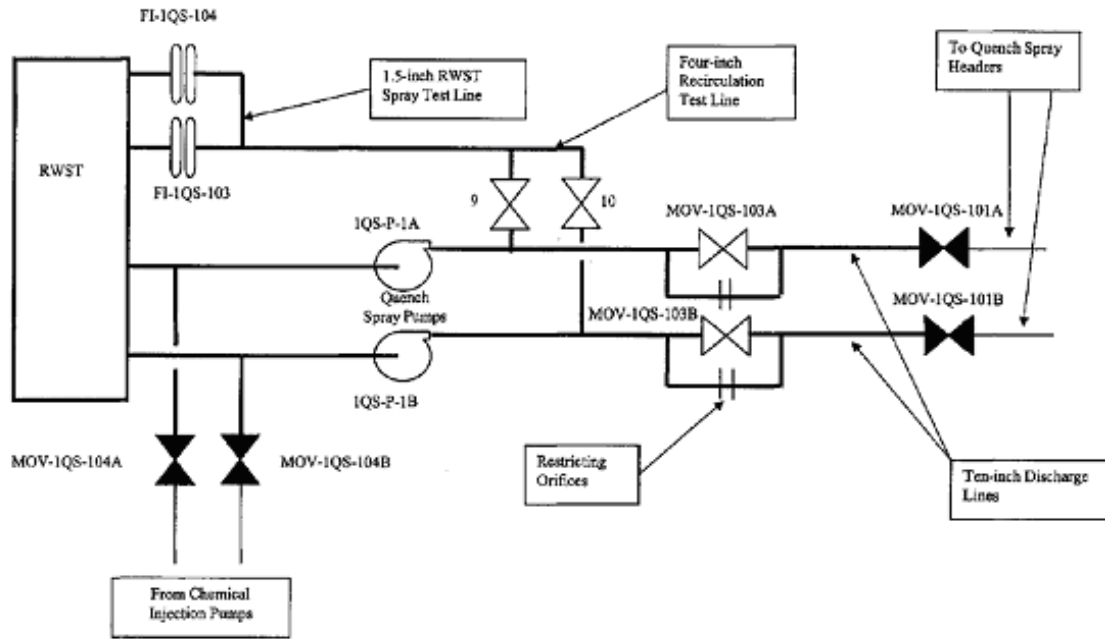 FI-1QS-104
1.5-inch RWST
Spray Test Line
Four-inch
Recirculation
Test Line
To Quench Spray
Headers
RWST
FI-1QS-103
9
10
1QS-P-1A
MOV-1QS-103A
MOV-1QS-101A
Quench
Spray Pumps
MOV-1QS-103B
MOV-1QS-101B
1QS-P-1B
MOV-1QS-104A
MOV-1QS-104B
Restricting
Orifices
Ten-inch Discharge
Lines
From Chemical
Injection Pumps